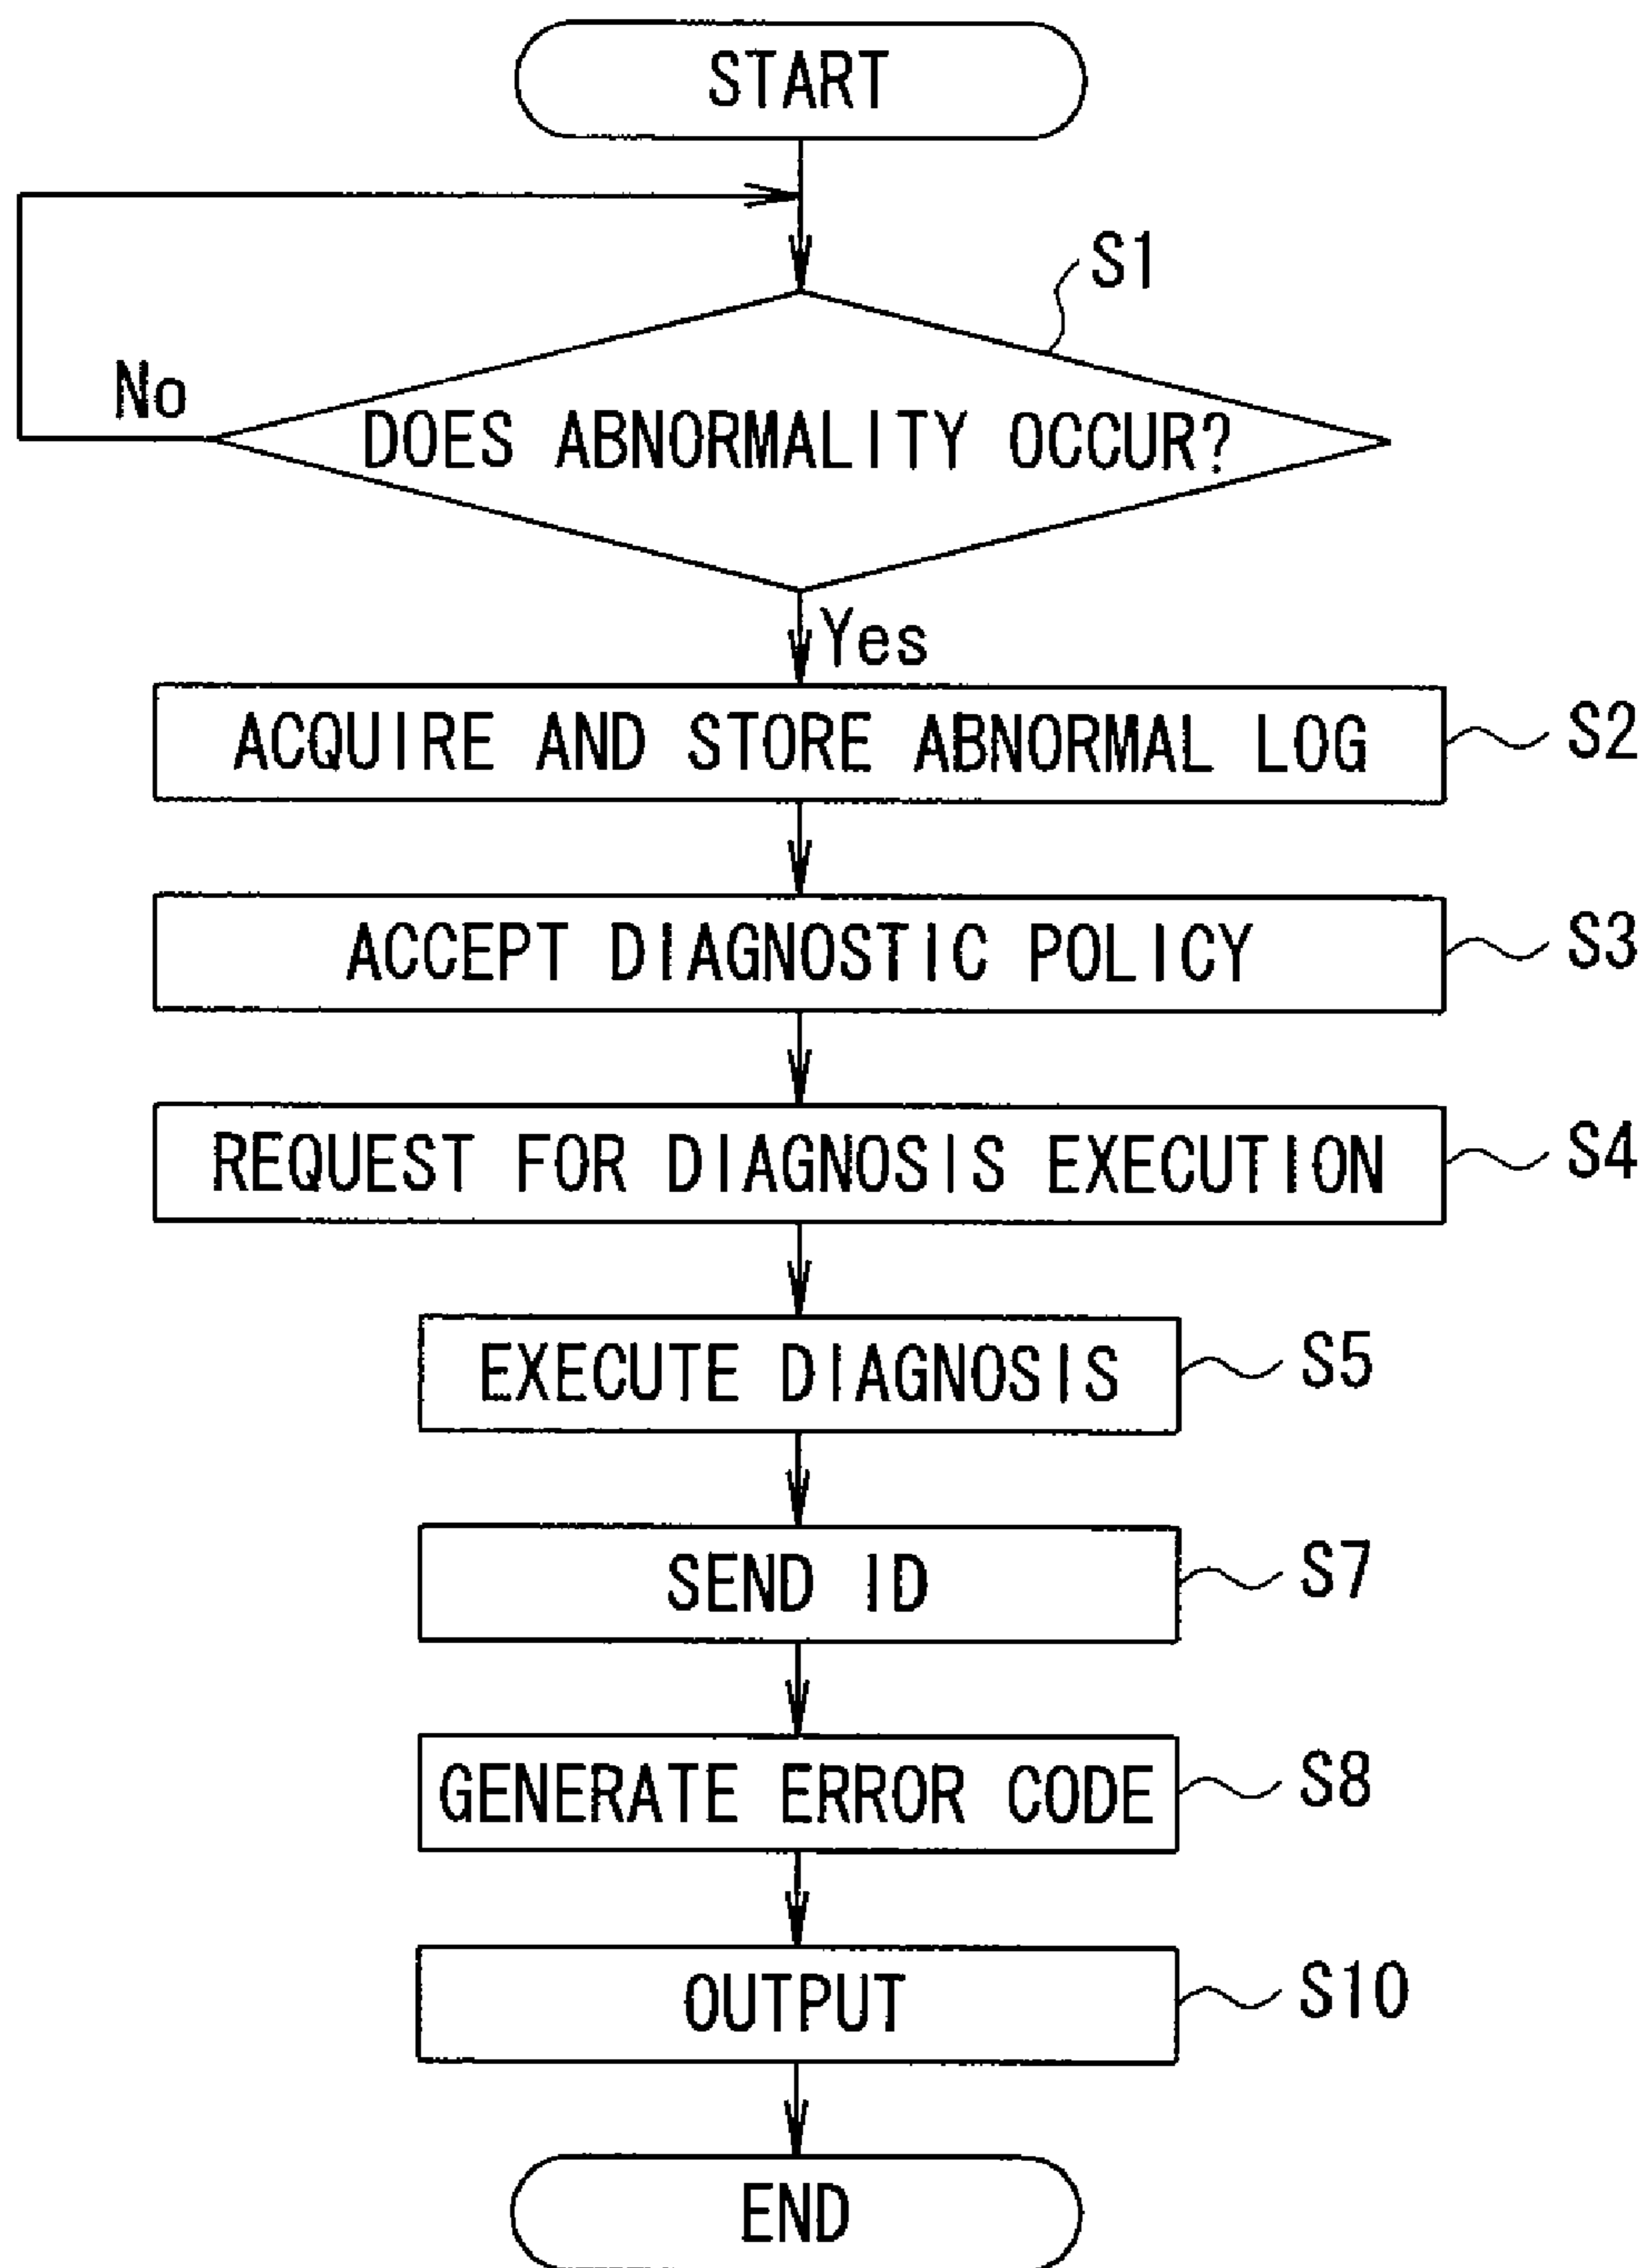 START
S1
No
DOES ABNORMALITY OCCUR?
Yes
ACQUIRE AND STORE ABNORMAL LOG
S2
ACCEPT DIAGNOSTIC POLICY
S3
REQUEST FOR DIAGNOSIS EXECUTION
S4
EXECUTE DIAGNOSIS
S5
SEND ID
S7
GENERATE ERROR CODE
S8
OUTPUT
S10
END